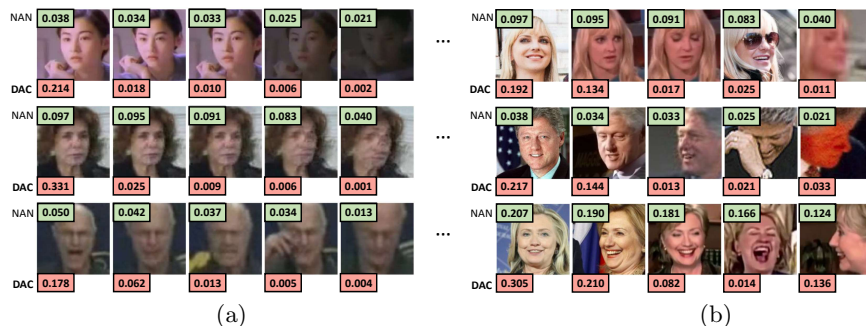 NAN 0.038 0.034 0.033 0.025 0.021 ... NAN 0.097 0.095 0.091 0.083 0.040
DAC 0.214 0.018 0.010 0.006 0.002 DAC 0.192 0.134 0.017 0.025 0.011
NAN 0.097 0.095 0.091 0.083 0.040 ... NAN 0.038 0.034 0.033 0.025 0.021
DAC 0.331 0.025 0.009 0.006 0.001 DAC 0.217 0.144 0.013 0.021 0.033
NAN 0.050 0.042 0.037 0.034 0.013 ... NAN 0.207 0.190 0.181 0.166 0.124
DAC 0.178 0.062 0.013 0.005 0.004 DAC 0.305 0.210 0.082 0.014 0.136
(a) (b)